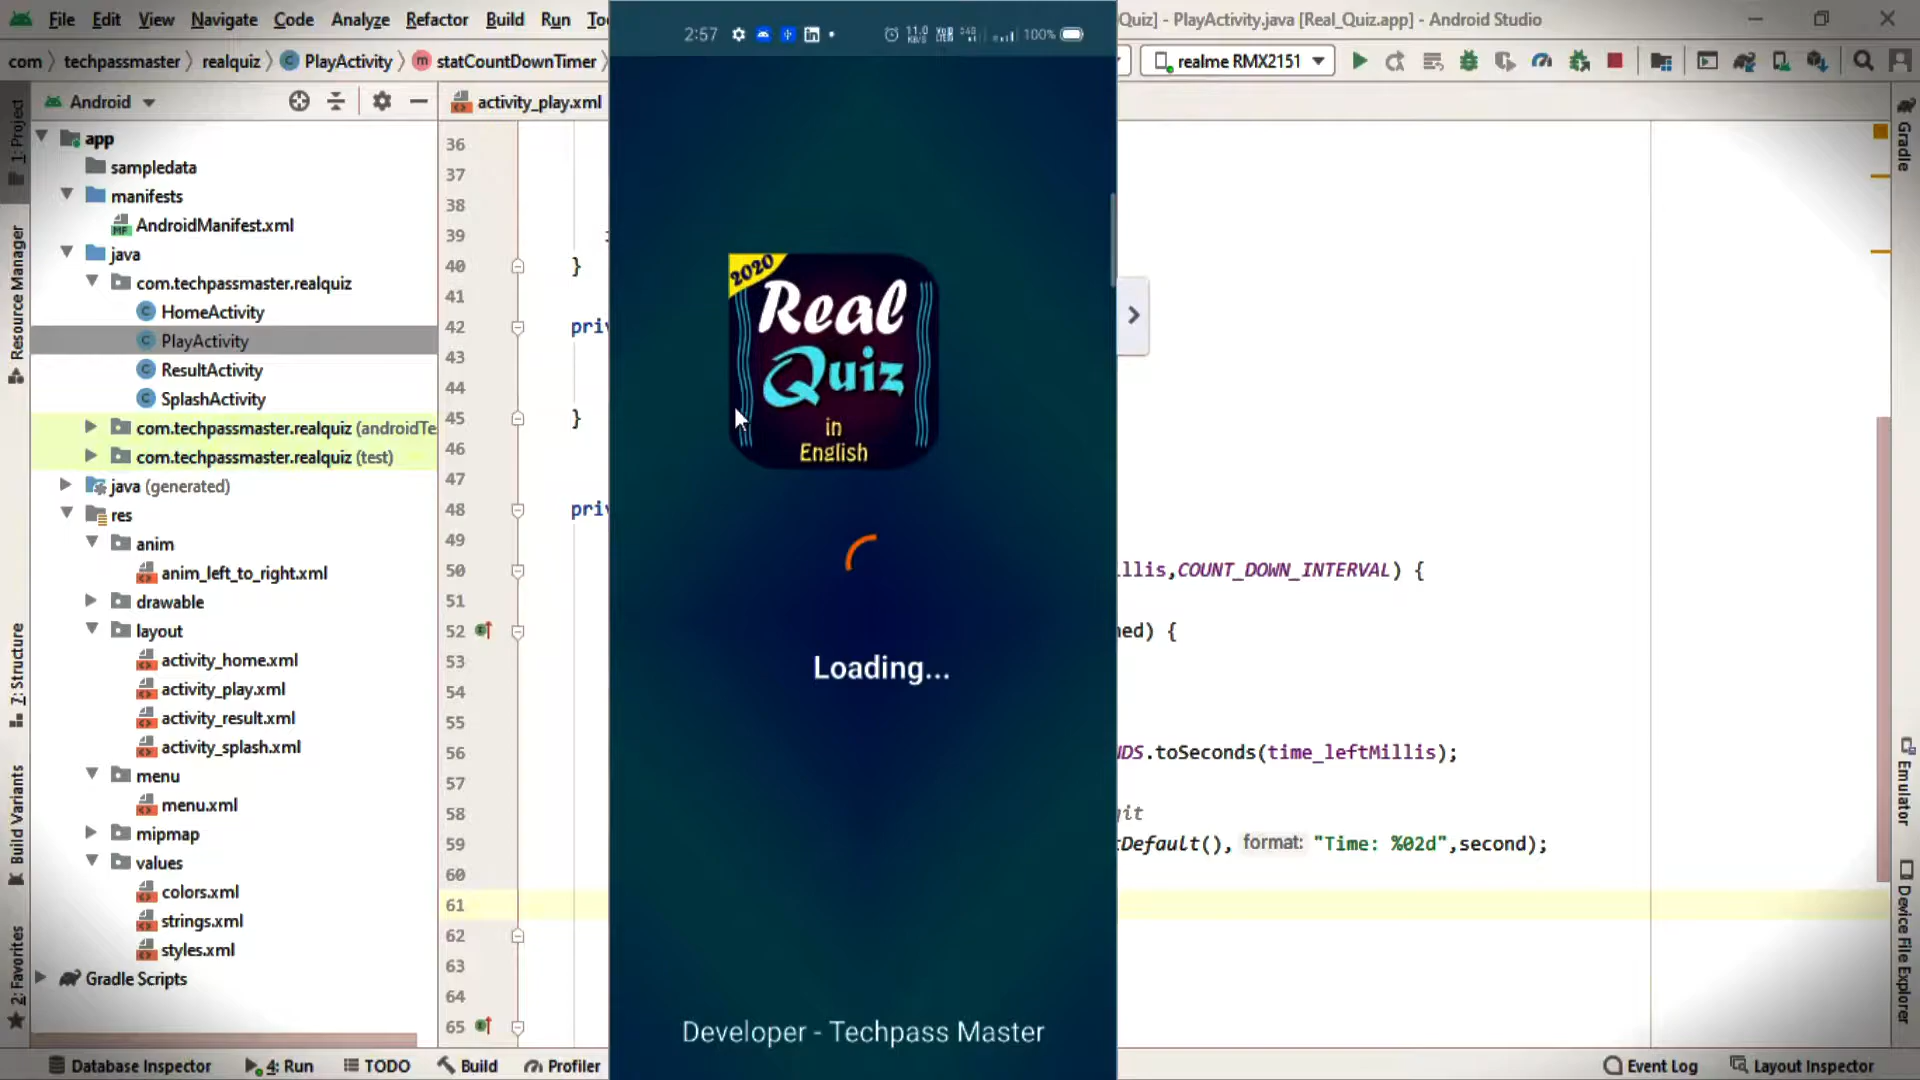 File Edit View Navigate Code Analyze Refactor Build Run
Quiz] - PlayActivity.java [Real_Quiz.app] - Android Studio
com techpassmaster realquiz PlayActivity statCountDownTimer
realme RMX2151
2:57
11.0 KB/S
100%
Android
activity_play.xml
1: Project
Resource Manager
7: Structure
Build Variants
2: Favorites
app
sampledata
manifests
AndroidManifest.xml
java
com.techpassmaster.realquiz
HomeActivity
PlayActivity
ResultActivity
SplashActivity
com.techpassmaster.realquiz (androidTe
com.techpassmaster.realquiz (test)
java (generated)
res
anim
anim_left_to_right.xml
drawable
layout
activity_home.xml
activity_play.xml
activity_result.xml
activity_splash.xml
menu
menu.xml
mipmap
values
colors.xml
strings.xml
styles.xml
Gradle Scripts
36
37
38
39
40 }
41
42 priv
43
44
45 }
46
47
48 priv
49
50
51
52
53
54
55
56
57
58
59
60
61
62
63
64
65
2020
Real
Quiz
in
English
Loading...
Developer - Techpass Master
llis,COUNT_DOWN_INTERVAL) {
ed) {
DS.toSeconds(time_leftMillis);
git
Default(), format: "Time: %02d",second);
Gradle
Emulator
Device File Explorer
Database Inspector 4: Run TODO Build Profiler
Event Log Layout Inspector